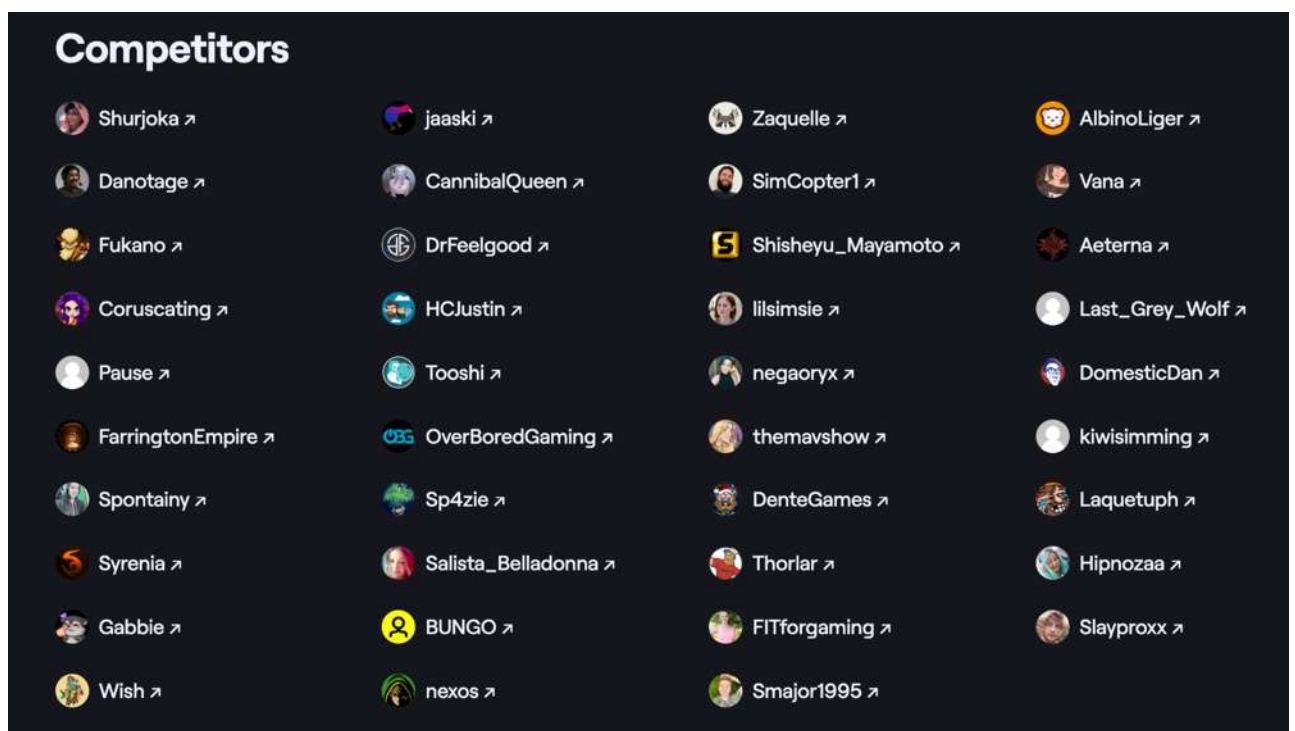 Competitors
Shurjoka ↗ jaaski ↗ Zaquelle ↗ AlbinoLiger ↗
Danotage ↗ CannibalQueen ↗ SimCopter1 ↗ Vana ↗
Fukano ↗ DrFeelgood ↗ Shisheyu_Mayamoto ↗ Aeterna ↗
Coruscating ↗ HCJustin ↗ lilsimsie ↗ Last_Grey_Wolf ↗
Pause ↗ Tooshi ↗ negaoryx ↗ DomesticDan ↗
FarringtonEmpire ↗ OBG OverBoredGaming ↗ themavshow ↗ kiwisimming ↗
Spontainy ↗ Sp4zie ↗ DenteGames ↗ Laquetuph ↗
Syrenia ↗ Salista_Belladonna ↗ Thorlar ↗ Hipnozaa ↗
Gabbie ↗ BUNGO ↗ FITforgaming ↗ Slayproxx ↗
Wish ↗ nexos ↗ Smajor1995 ↗